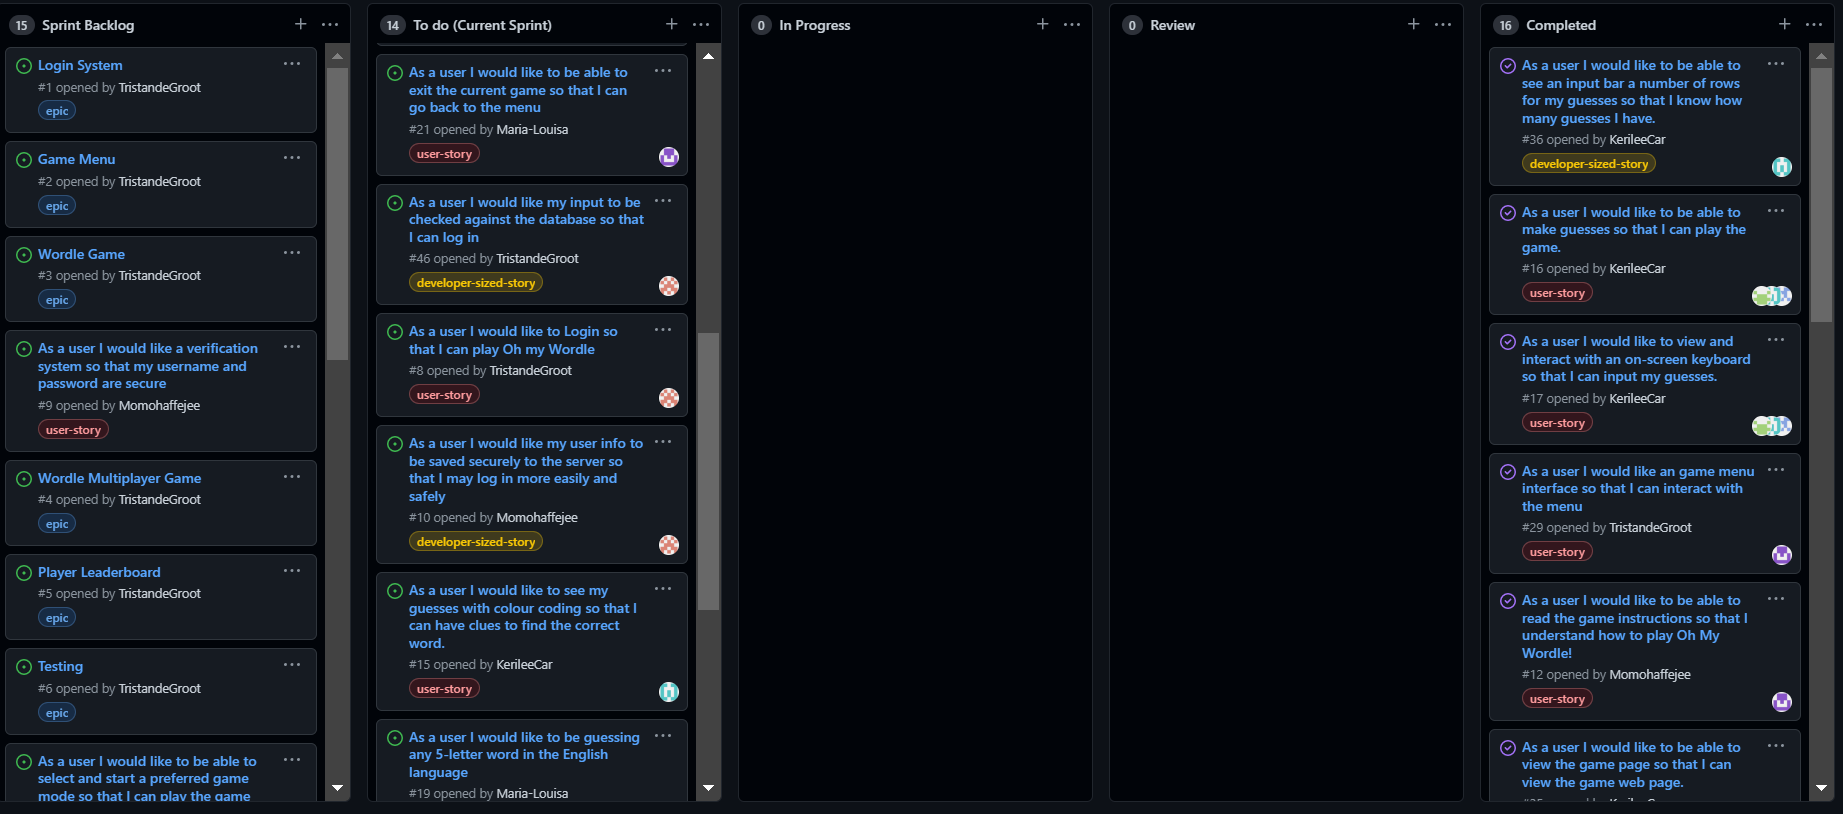 15 Sprint Backlog
Login System
#1 opened by TristandeGroot
epic
Game Menu
#2 opened by TristandeGroot
epic
Wordle Game
#3 opened by TristandeGroot
epic
As a user I would like a verification
system so that my username and
password are secure
#9 opened by Momohaffejee
user-story
Wordle Multiplayer Game
#4 opened by TristandeGroot
epic
Player Leaderboard
#5 opened by TristandeGroot
epic
Testing
#6 opened by TristandeGroot
epic
As a user I would like to be able to
select and start a preferred game
mode so that I can play the game
14 To do (Current Sprint)
As a user I would like to be able to
exit the current game so that I can
go back to the menu
#21 opened by Maria-Louisa
user-story
As a user I would like my input to be
checked against the database so that
I can log in
#46 opened by TristandeGroot
developer-sized-story
As a user I would like to Login so
that I can play Oh my Wordle
#8 opened by TristandeGroot
user-story
As a user I would like my user info to
be saved securely to the server so
that I may log in more easily and
safely
#10 opened by Momohaffejee
developer-sized-story
As a user I would like to see my
guesses with colour coding so that I
can have clues to find the correct
word.
#15 opened by KerileeCar
user-story
As a user I would like to be guessing
any 5-letter word in the English
language
#19 opened by Maria-Louisa
0 In Progress
0 Review
16 Completed
As a user I would like to be able to
see an input bar a number of rows
for my guesses so that I know how
many guesses I have.
#36 opened by KerileeCar
developer-sized-story
As a user I would like to be able to
make guesses so that I can play the
game.
#16 opened by KerileeCar
user-story
As a user I would like to view and
interact with an on-screen keyboard
so that I can input my guesses.
#17 opened by KerileeCar
user-story
As a user I would like an game menu
interface so that I can interact with
the menu
#29 opened by TristandeGroot
user-story
As a user I would like to be able to
read the game instructions so that I
understand how to play Oh My
Wordle!
#12 opened by Momohaffejee
user-story
As a user I would like to be able to
view the game page so that I can
view the game web page.